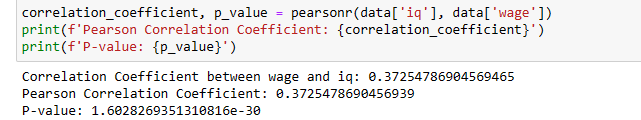 correlation_coefficient, p_value = pearsonr(data['iq'], data['wage'])
print(f'Pearson Correlation Coefficient: {correlation_coefficient}')
print(f'P-value: {p_value}')
Correlation Coefficient between wage and iq: 0.37254786904569465
Pearson Correlation Coefficient: 0.3725478690456939
P-value: 1.6028269351310816e-30